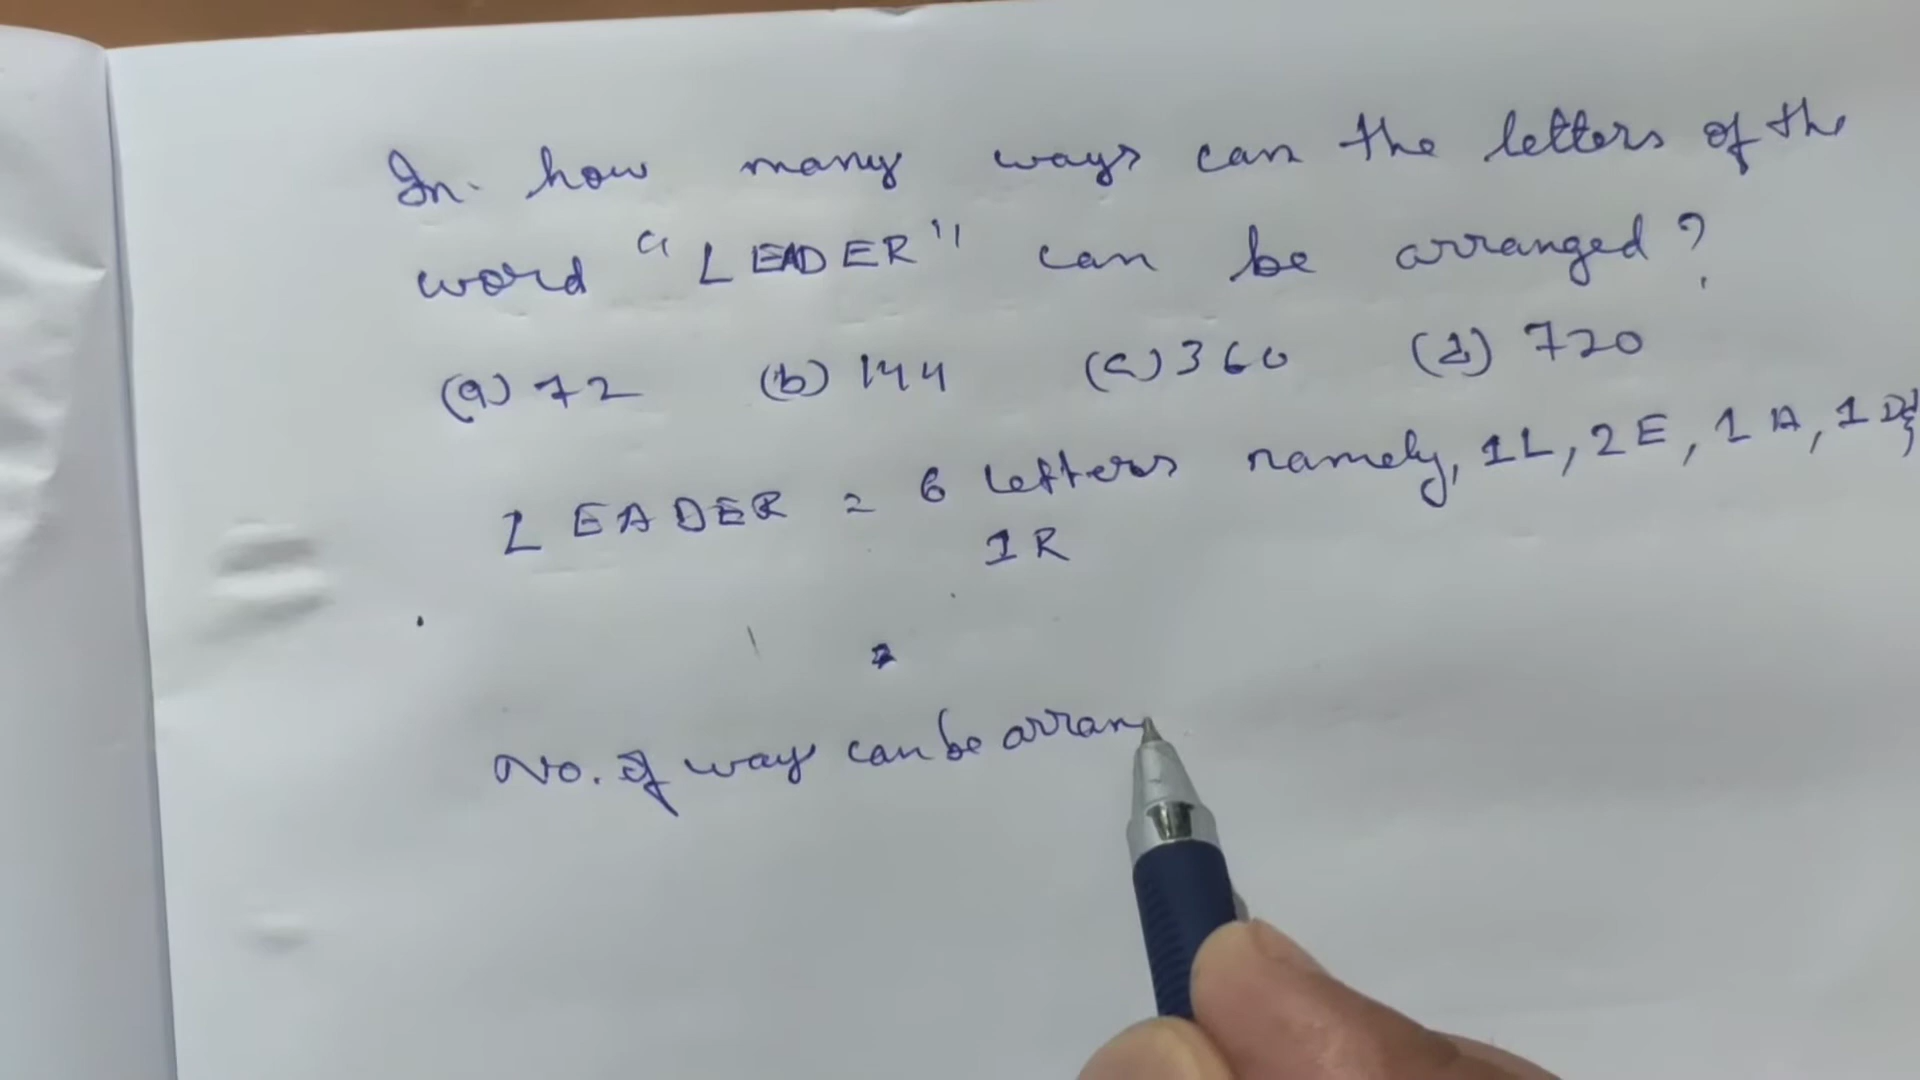 In how many ways can the letters of the
word "LEADER" can be arranged?
(a) 72 (b) 144 (c) 360 (d) 720
LEADER = 6 letters namely, 1L, 2E, 1A, 1D,
1R
No. of way can be arran